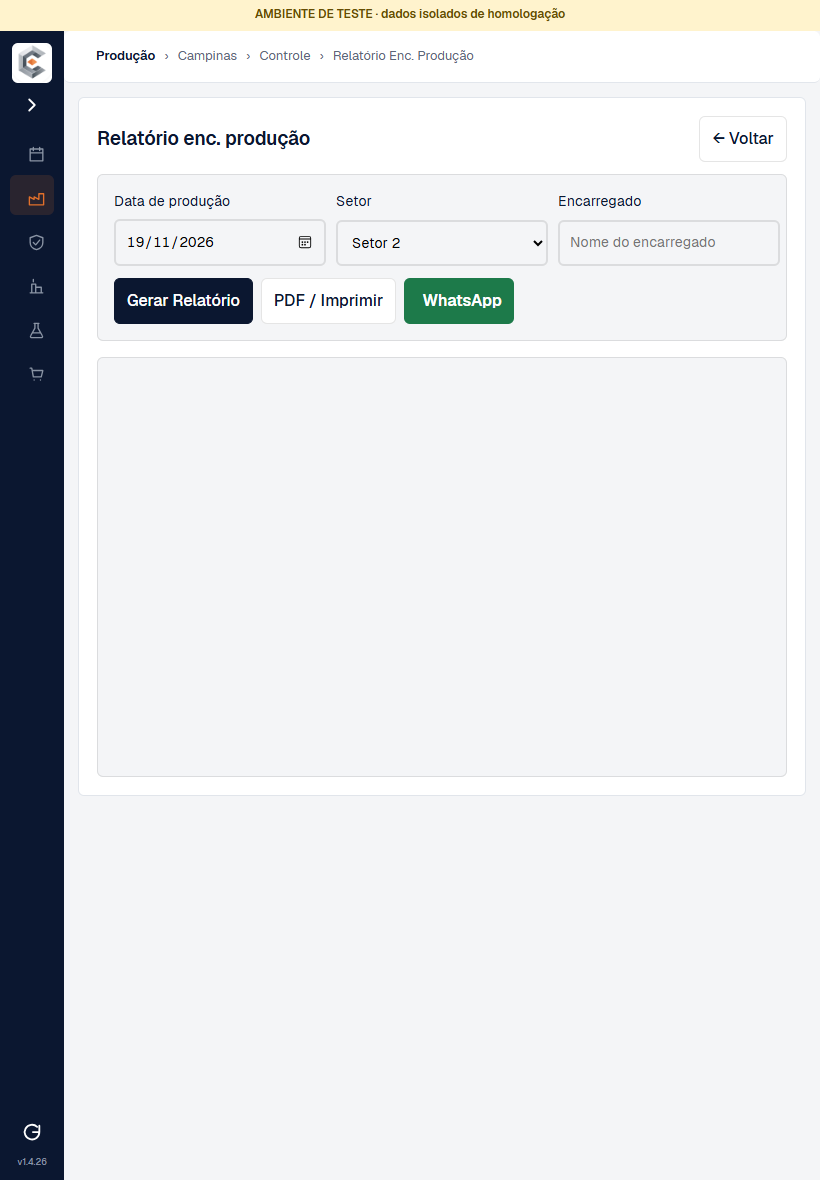 AMBIENTE DE TESTE · dados isolados de homologação
Produção › Campinas › Controle › Relatório Enc. Produção
Relatório enc. produção
← Voltar
Data de produção
Setor
Encarregado
19/11/2026
Setor 2
Nome do encarregado
Gerar Relatório
PDF / Imprimir
WhatsApp
v1.4.26